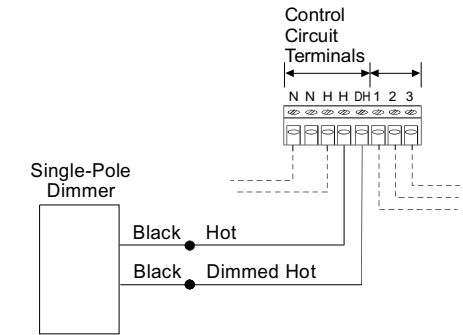 Control
Circuit
Terminals
N N H H DH 1 2 3
Single-Pole
Dimmer
Black Hot
Black Dimmed Hot